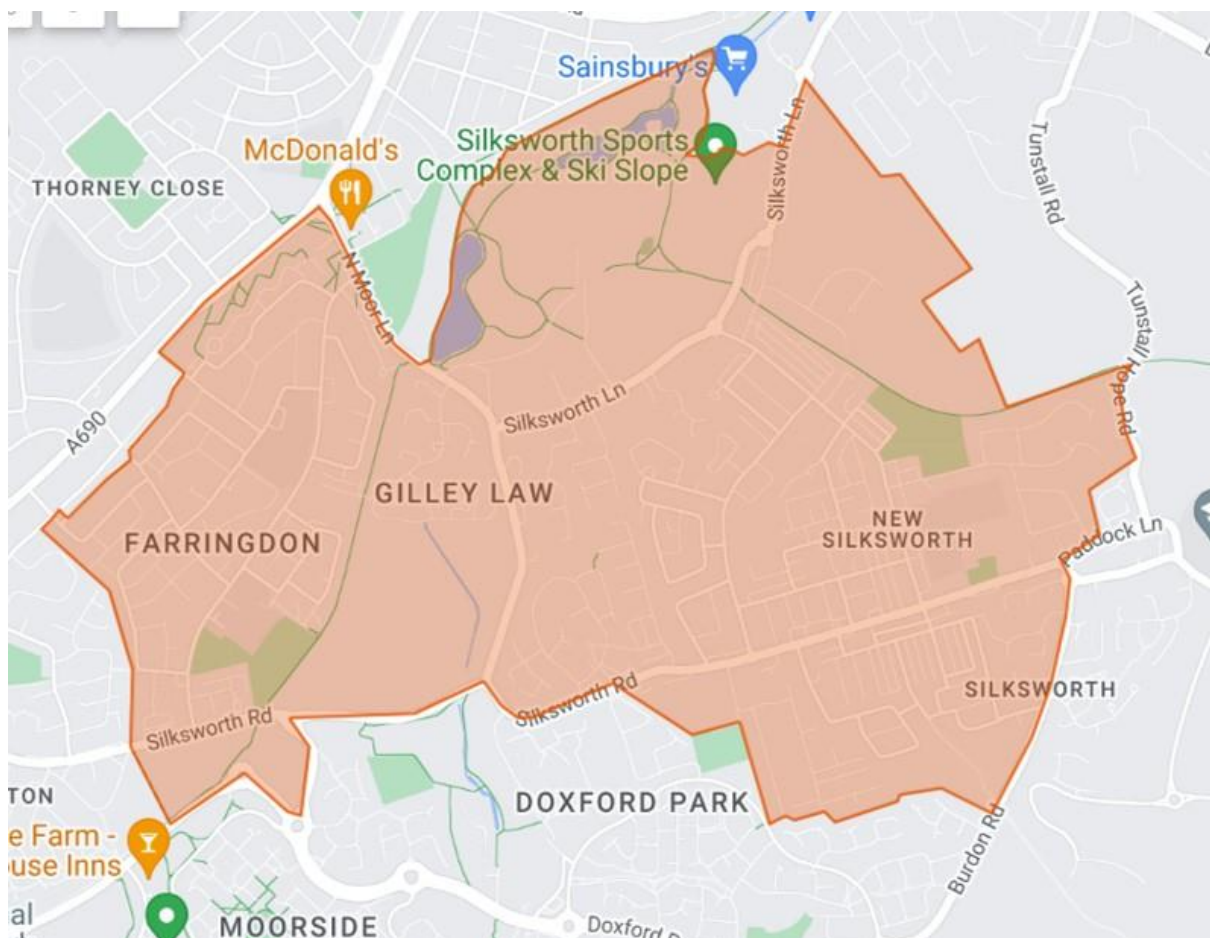 Sainsbury's
Silksworth Sports
Complex & Ski Slope
McDonald's
THORNEY CLOSE
Silksworth Ln
Tunstall Rd
N Moor Ln
Tunstall Hope Rd
A690
Silksworth Ln
GILLEY LAW
FARRINGDON
NEW
SILKSWORTH
Paddock Ln
SILKSWORTH
Silksworth Rd
Silksworth Rd
TON
DOXFORD PARK
e Farm -
ouse Inns
Burdon Rd
al
MOORSIDE
Doxford